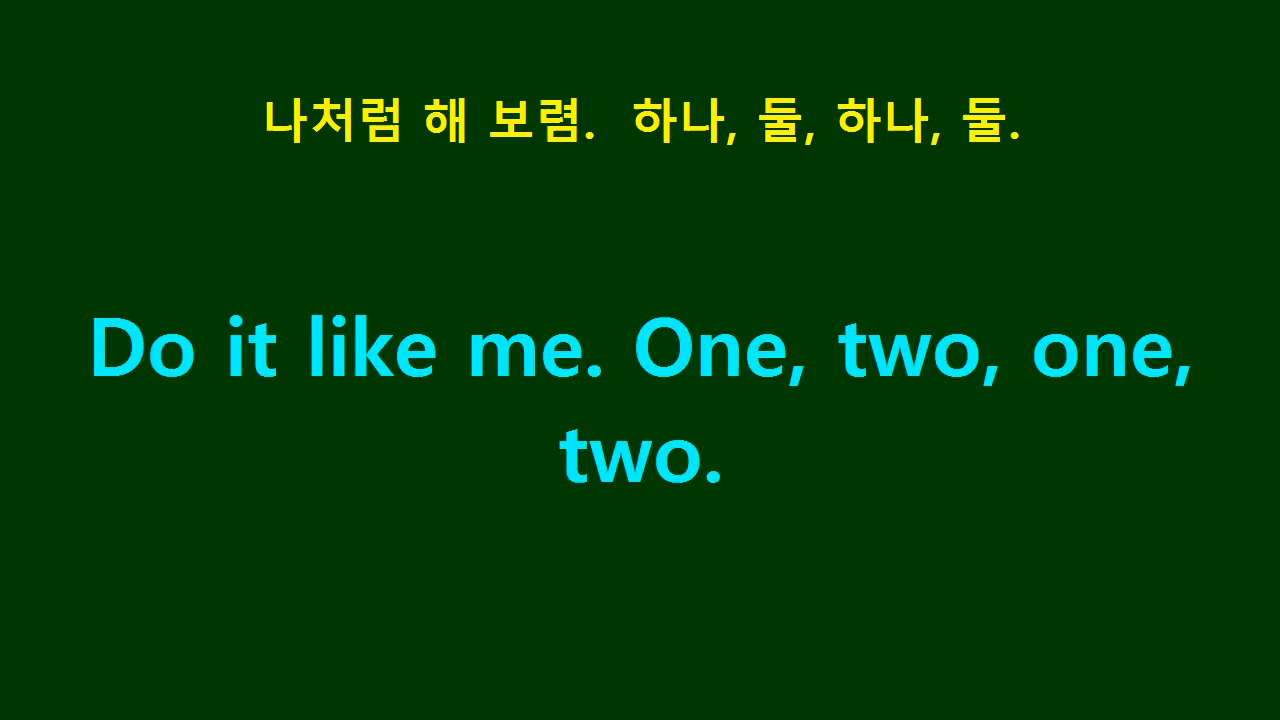 나처럼 해 보렴.  하나, 둘, 하나, 둘.
Do it like me. One, two, one,
two.